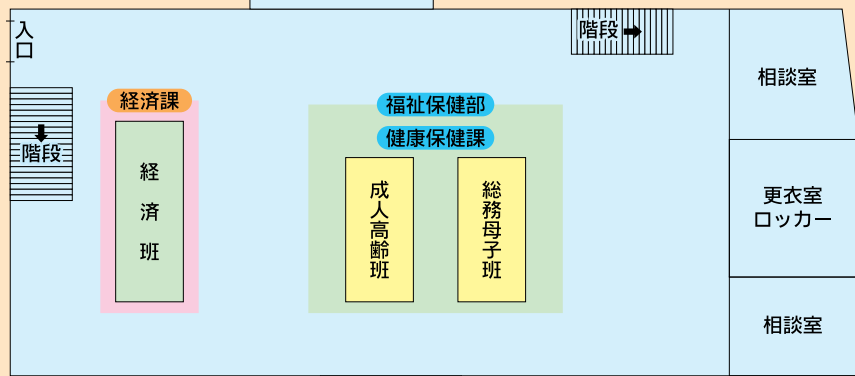 入口
階段
階段
経済課
経済班
福祉保健部
健康保健課
成人高齢班
総務母子班
相談室
更衣室
ロッカー
相談室